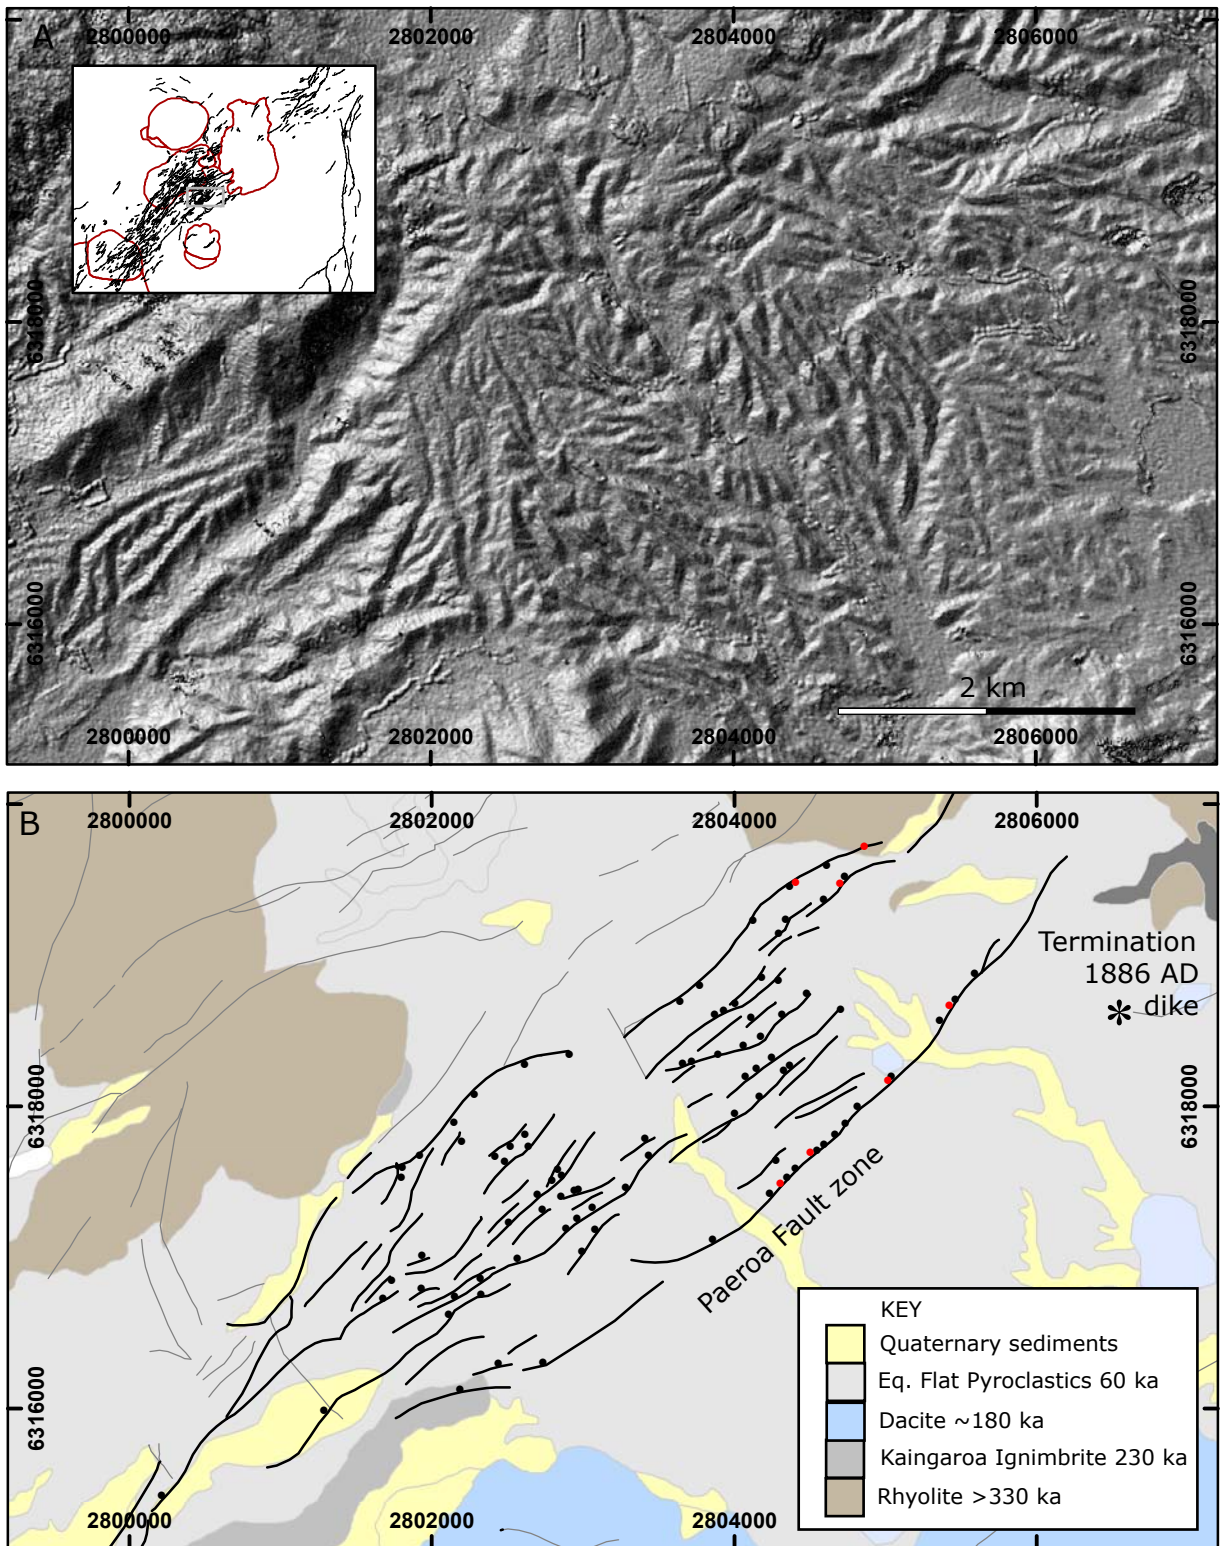 A
2800000
2802000
2804000
2806000
6318000
6318000
6316000
6316000
2 km
2800000
2802000
2804000
2806000
B
2800000
2802000
2804000
2806000
Termination
1886 AD
* dike
6318000
6318000
Paeroa Fault zone
KEY
Quaternary sediments
Eq. Flat Pyroclastics 60 ka
Dacite ~180 ka
Kaingaroa Ignimbrite 230 ka
Rhyolite >330 ka
6316000
2800000
2802000
2804000